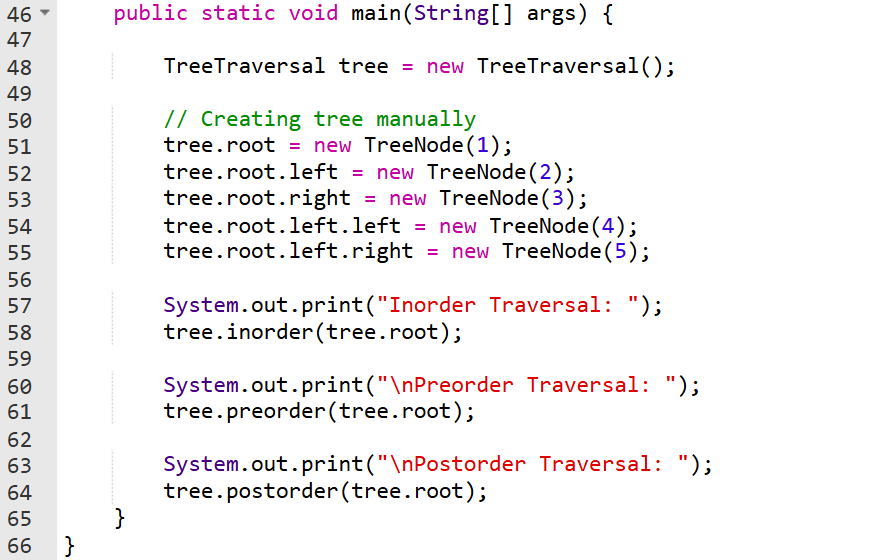 46 public static void main(String[] args) {
47
48 TreeTraversal tree = new TreeTraversal();
49
50 // Creating tree manually
51 tree.root = new TreeNode(1);
52 tree.root.left = new TreeNode(2);
53 tree.root.right = new TreeNode(3);
54 tree.root.left.left = new TreeNode(4);
55 tree.root.left.right = new TreeNode(5);
56
57 System.out.print("Inorder Traversal: ");
58 tree.inorder(tree.root);
59
60 System.out.print("\nPreorder Traversal: ");
61 tree.preorder(tree.root);
62
63 System.out.print("\nPostorder Traversal: ");
64 tree.postorder(tree.root);
65 }
66 }